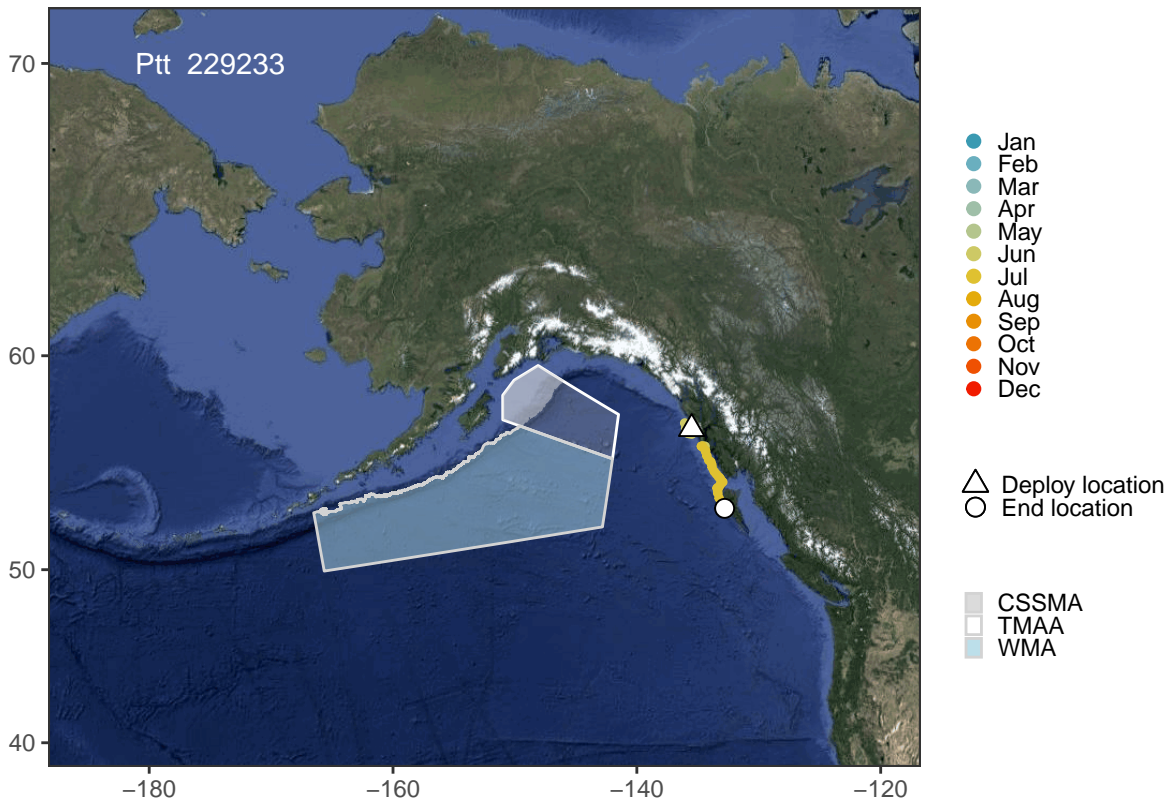 Ptt 229233
70
60
50
40
−180
−160
−140
−120
Jan
Feb
Mar
Apr
May
Jun
Jul
Aug
Sep
Oct
Nov
Dec
Deploy location
End location
CSSMA
TMAA
WMA